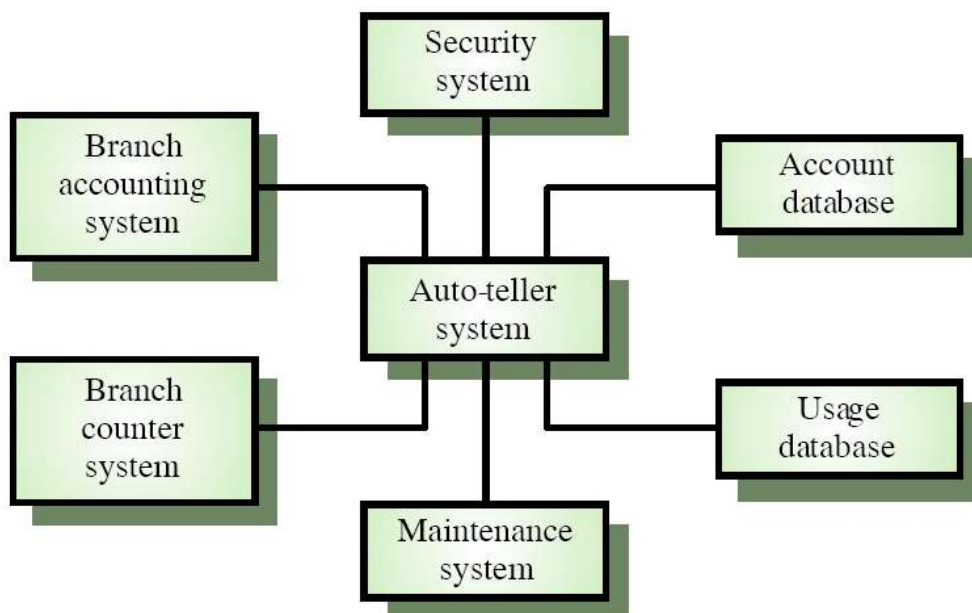 Security
system
Branch
accounting
system
Account
database
Auto-teller
system
Branch
counter
system
Usage
database
Maintenance
system